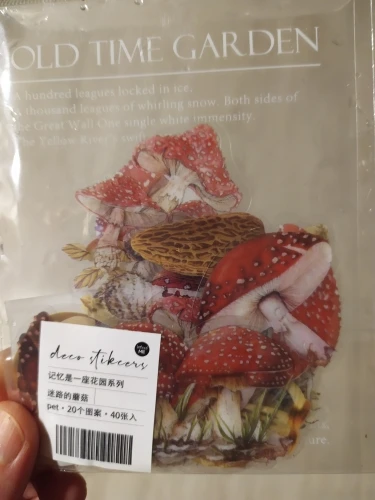 OLD TIME GARDEN
A hundred leagues locked in ice,
A thousand leagues of whirling snow. Both sides of
the Great Wall One single white immensity.
The Yellow River's swift
deco stikcers
记忆是一座花园系列
迷路的蘑菇
pet·20个图案·40张入